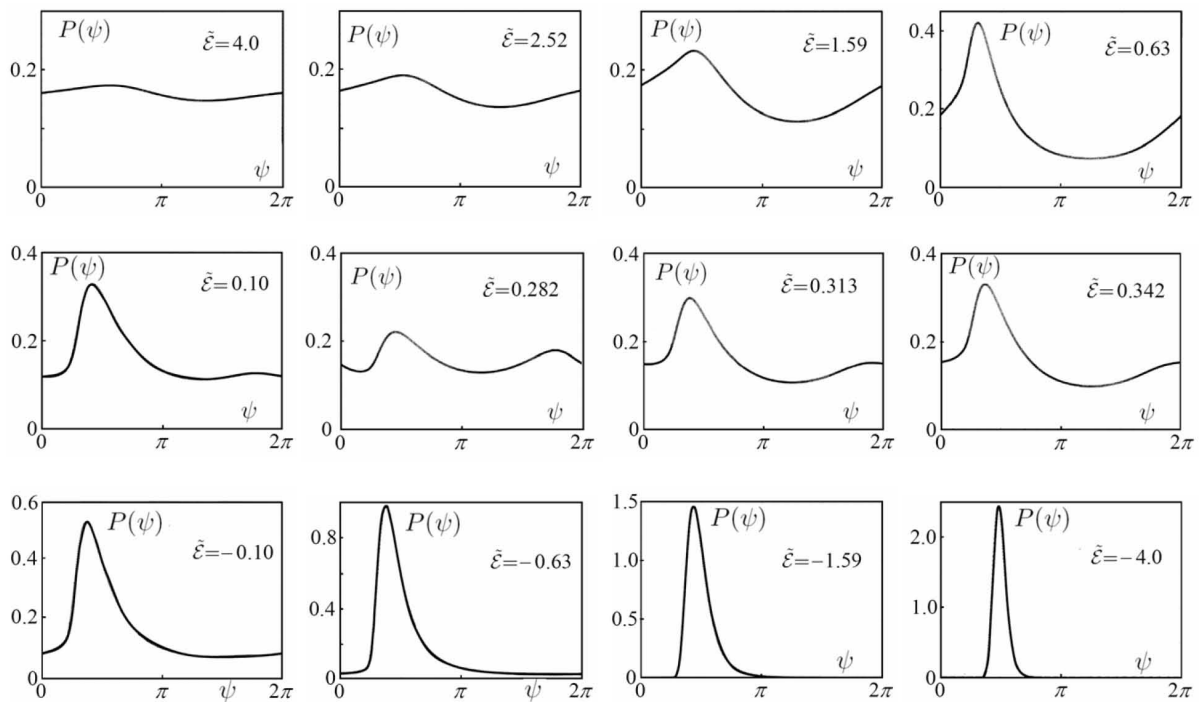 P(ψ) ℰ̃=4.0
0.2
0
0 π 2π
ψ
P(ψ) ℰ̃=2.52
0.2
0
0 π 2π
ψ
P(ψ) ℰ̃=1.59
0.2
0
0 π 2π
ψ
P(ψ) ℰ̃=0.63
0.4
0.2
0
0 π 2π
ψ
P(ψ) ℰ̃=0.10
0.4
0.2
0
0 π 2π
ψ
P(ψ) ℰ̃=0.282
0.4
0.2
0
0 π 2π
ψ
P(ψ) ℰ̃=0.313
0.4
0.2
0
0 π 2π
ψ
P(ψ) ℰ̃=0.342
0.4
0.2
0
0 π 2π
ψ
P(ψ) ℰ̃=−0.10
0.6
0.4
0.2
0
0 π ψ 2π
P(ψ) ℰ̃=−0.63
0.8
0.4
0
0 π ψ 2π
P(ψ) ℰ̃=−1.59
1.5
1.0
0.5
0
0 π 2π
ψ
P(ψ) ℰ̃=−4.0
2.0
1.0
0
0 π 2π
ψ